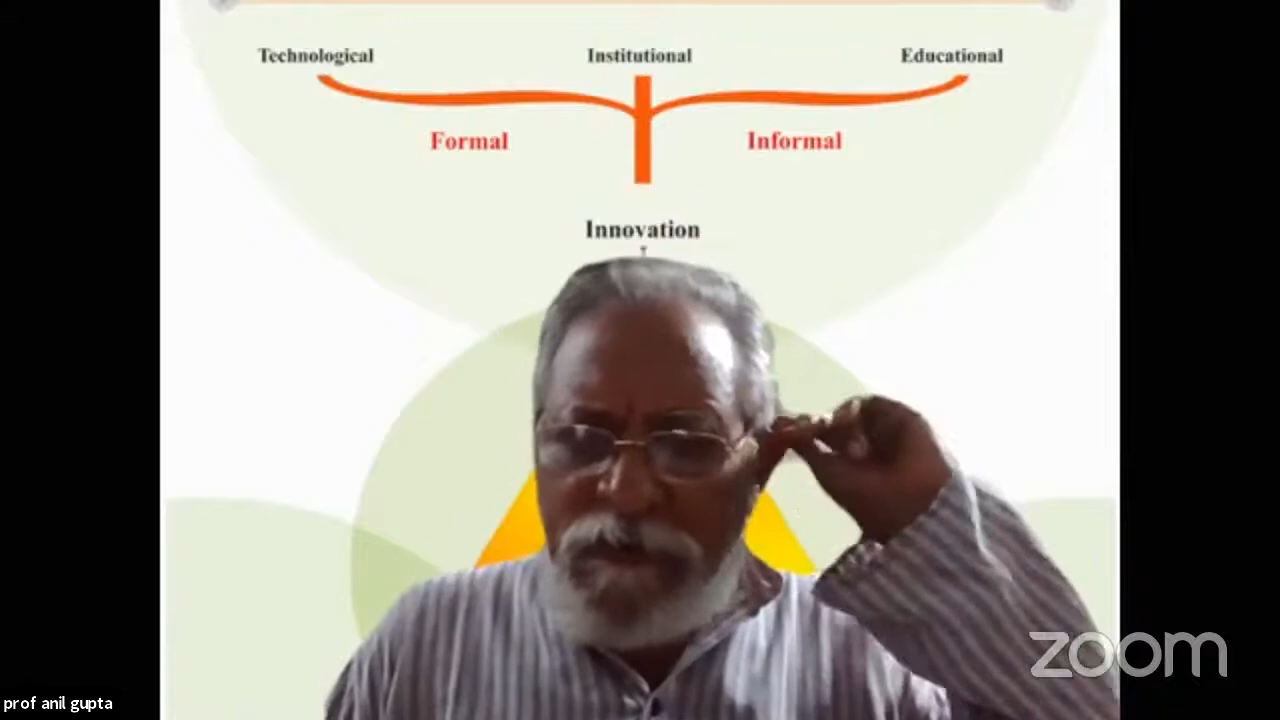 Technological Institutional Educational
Formal Informal
Innovation
zoom
prof anil gupta